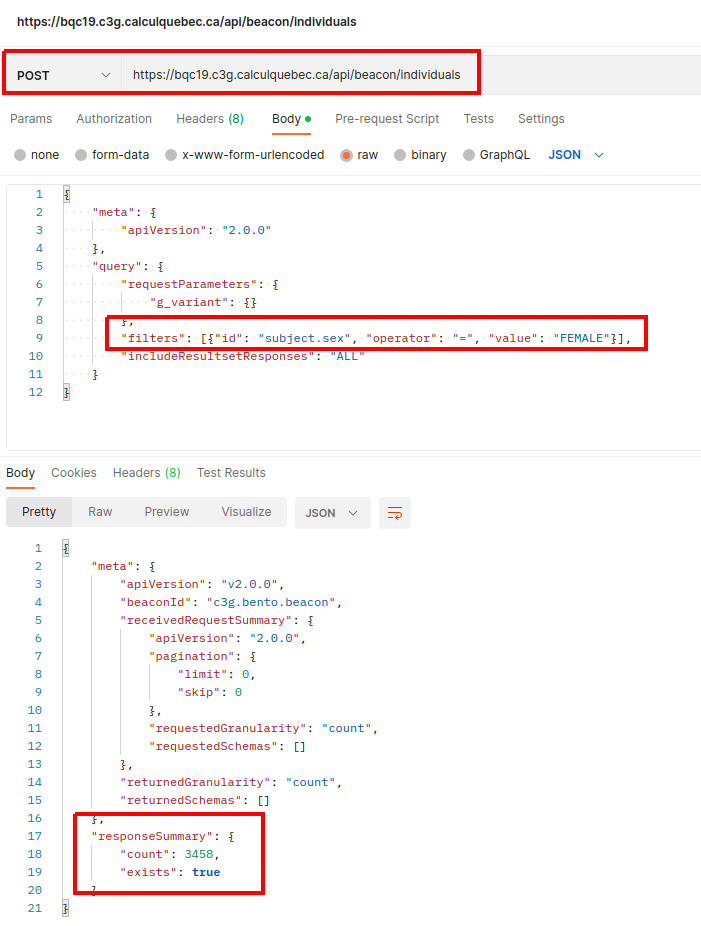 https://bqc19.c3g.calculquebec.ca/api/beacon/individuals
POST https://bqc19.c3g.calculquebec.ca/api/beacon/individuals
Params Authorization Headers (8) Body Pre-request Script Tests Settings
none form-data x-www-form-urlencoded raw binary GraphQL JSON
1 {
2 "meta": {
3 "apiVersion": "2.0.0"
4 },
5 "query": {
6 "requestParameters": {
7 "g_variant": {}
8 },
9 "filters": [{"id": "subject.sex", "operator": "=", "value": "FEMALE"}],
10 "includeResultsetResponses": "ALL"
11 }
12 }
Body Cookies Headers (8) Test Results
Pretty Raw Preview Visualize JSON
1 {
2 "meta": {
3 "apiVersion": "v2.0.0",
4 "beaconId": "c3g.bento.beacon",
5 "receivedRequestSummary": {
6 "apiVersion": "2.0.0",
7 "pagination": {
8 "limit": 0,
9 "skip": 0
10 },
11 "requestedGranularity": "count",
12 "requestedSchemas": []
13 },
14 "returnedGranularity": "count",
15 "returnedSchemas": []
16 },
17 "responseSummary": {
18 "count": 3458,
19 "exists": true
20 }
21 }